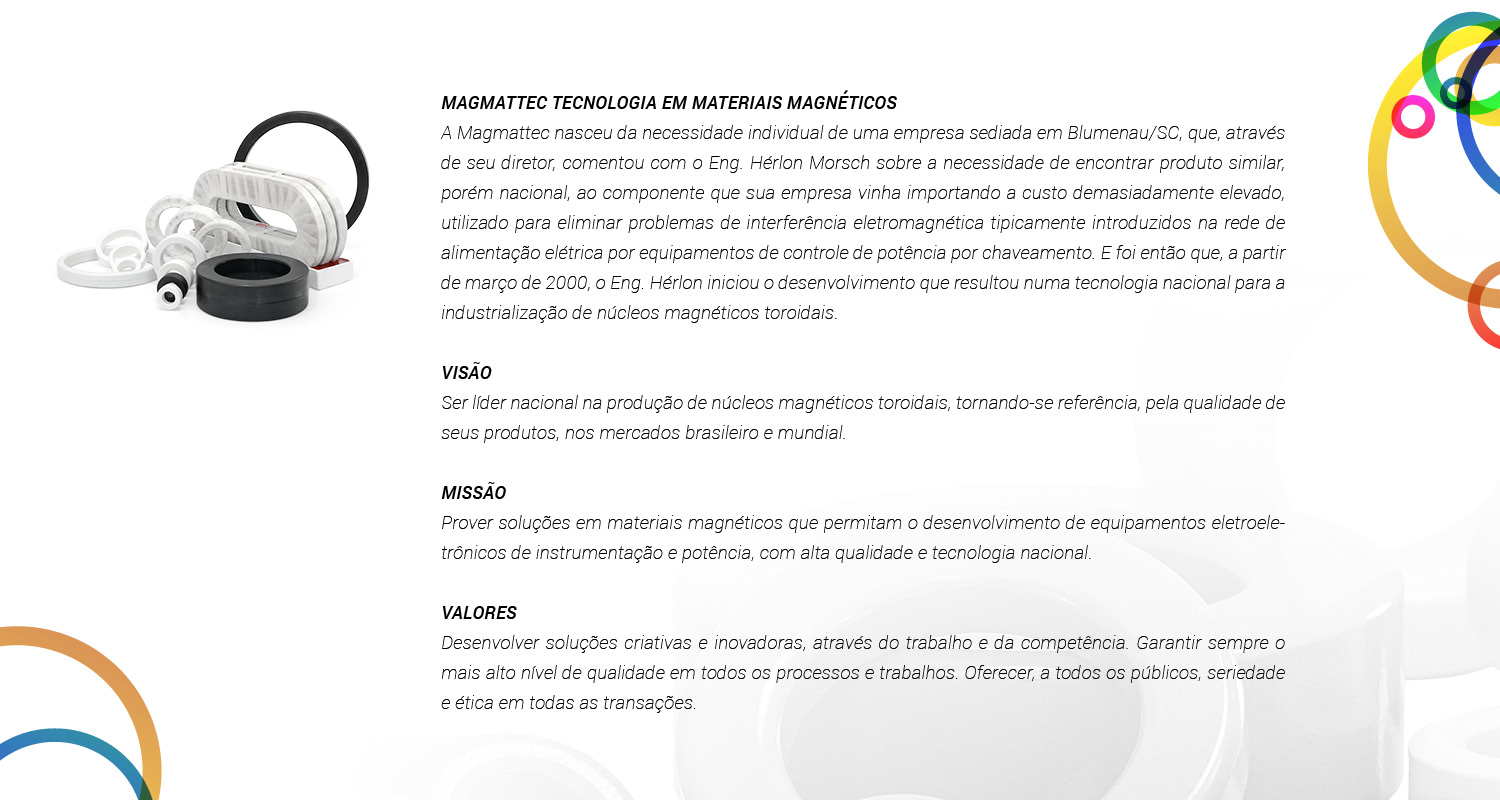 MAGMATTEC TECNOLOGIA EM MATERIAIS MAGNÉTICOS
A Magmattec nasceu da necessidade individual de uma empresa sediada em Blumenau/SC, que, através
de seu diretor, comentou com o Eng. Hérlon Morsch sobre a necessidade de encontrar produto similar,
porém nacional, ao componente que sua empresa vinha importando a custo demasiadamente elevado,
utilizado para eliminar problemas de interferência eletromagnética tipicamente introduzidos na rede de
alimentação elétrica por equipamentos de controle de potência por chaveamento. E foi então que, a partir
de março de 2000, o Eng. Hérlon iniciou o desenvolvimento que resultou numa tecnologia nacional para a
industrialização de núcleos magnéticos toroidais.
VISÃO
Ser líder nacional na produção de núcleos magnéticos toroidais, tornando-se referência, pela qualidade de
seus produtos, nos mercados brasileiro e mundial.
MISSÃO
Prover soluções em materiais magnéticos que permitam o desenvolvimento de equipamentos eletroele-
trônicos de instrumentação e potência, com alta qualidade e tecnologia nacional.
VALORES
Desenvolver soluções criativas e inovadoras, através do trabalho e da competência. Garantir sempre o
mais alto nível de qualidade em todos os processos e trabalhos. Oferecer, a todos os públicos, seriedade
e ética em todas as transações.